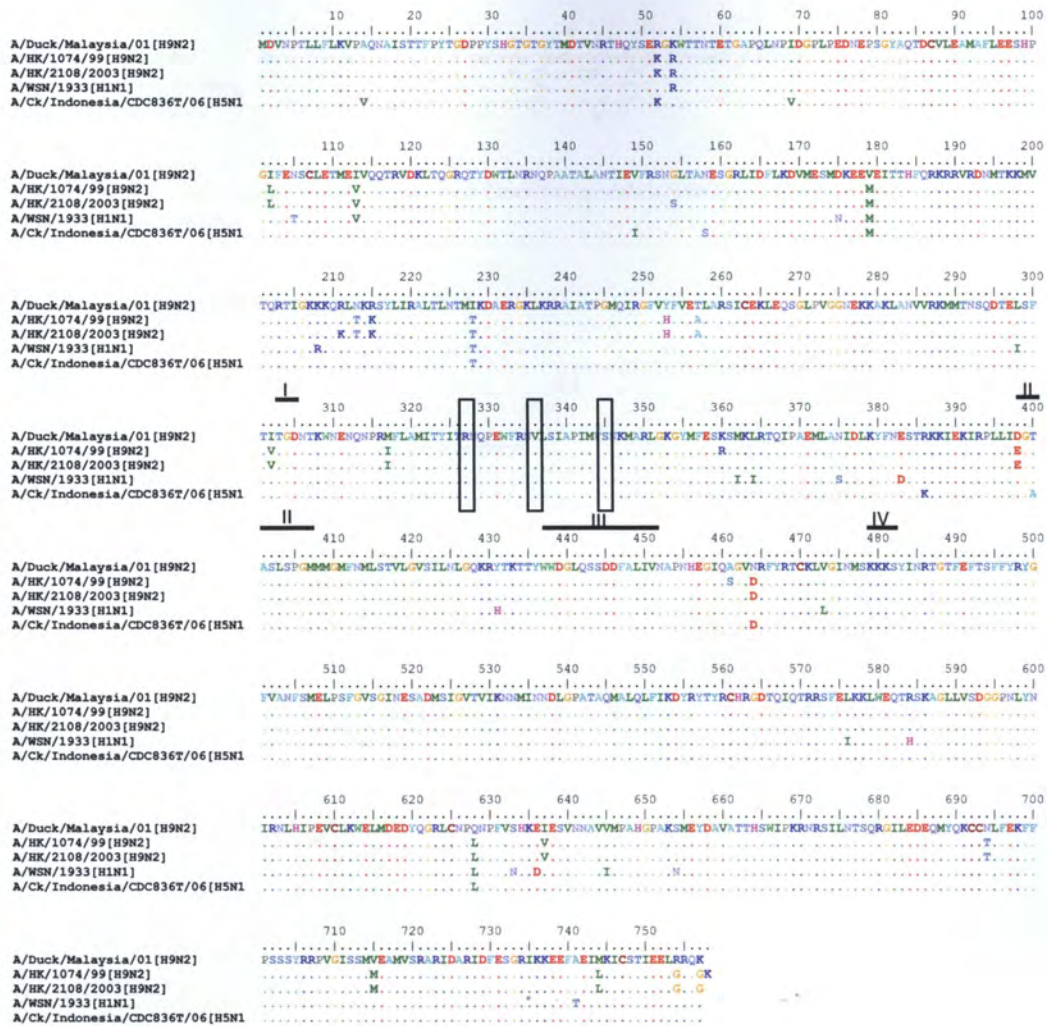 10 20 30 40 50 60 70 80 90 100
A/Duck/Malaysia/01[H9N2] MDVNPTLLFLKVPAQNAISTTFPYTGDPPYSHGTGTGYTMDTVNRTHQYSERGKWTTNTETGAPQLNPIDGPLPEDNEPSGYAQTDCVLEAMAFLEESHP
A/HK/1074/99[H9N2] K R
A/HK/2108/2003[H9N2] K R
A/WSN/1933[H1N1] R
A/Ck/Indonesia/CDC836T/06[H5N1 V K V
110 120 130 140 150 160 170 180 190 200
A/Duck/Malaysia/01[H9N2] GIFENSCLETMEIVQQTRVDKLTQGRQTYDWTLNRNQPAATALANTIEVFRSNGLTANESGRLIDFLKDVMESMDKEEVEITTHFQRKRRVRDNMTKKMV
A/HK/1074/99[H9N2] L V M
A/HK/2108/2003[H9N2] L V S M
A/WSN/1933[H1N1] T V N M
A/Ck/Indonesia/CDC836T/06[H5N1 I S M
210 220 230 240 250 260 270 280 290 300
A/Duck/Malaysia/01[H9N2] TQRTIGKKKQRLNKRSYLIRALTLNTMIKDAERGKLKRRAIATPGMQIRGFVYFVETLARSICEKLEQSGLPVGGNEKKAKLANVVRKMMTNSQDTELSF
A/HK/1074/99[H9N2] T K T H A
A/HK/2108/2003[H9N2] K T K T H A
A/WSN/1933[H1N1] R T I
A/Ck/Indonesia/CDC836T/06[H5N1 T
I II
310 320 330 340 350 360 370 380 390 400
A/Duck/Malaysia/01[H9N2] TITGDNTKWNENQNPRMFLAMITYITRNQPEWFRNVLSIAPIMFSNKMARLGKGYMFESKSMKLRTQIPAEMLANIDLKYFNESTRKKIEKIRPLLIDGT
A/HK/1074/99[H9N2] V I R E
A/HK/2108/2003[H9N2] V I E
A/WSN/1933[H1N1] I I S D
A/Ck/Indonesia/CDC836T/06[H5N1 K A
II III IV
410 420 430 440 450 460 470 480 490 500
A/Duck/Malaysia/01[H9N2] ASLSPGMMMGMFNMLSTVLGVSILNLGQKRYTKTTYWWDGLQSSDDFALIVNAPNHEGIQAGVNRFYRTCKLVGINMSKKKSYINRTGTFEFTSFFYRYG
A/HK/1074/99[H9N2] S D
A/HK/2108/2003[H9N2] D
A/WSN/1933[H1N1] H L
A/Ck/Indonesia/CDC836T/06[H5N1 D
510 520 530 540 550 560 570 580 590 600
A/Duck/Malaysia/01[H9N2] FVANFSMELPSFGVSGINESADMSIGVTVIKNNMINNDLGPATAQMALQLFIKDYRYTYRCHRGDTQIQTRRSFELKKLWEQTRSKAGLLVSDGGPNLYN
A/HK/1074/99[H9N2]
A/HK/2108/2003[H9N2]
A/WSN/1933[H1N1] I H
A/Ck/Indonesia/CDC836T/06[H5N1
610 620 630 640 650 660 670 680 690 700
A/Duck/Malaysia/01[H9N2] IRNLHIPEVCLKWELMDEDYQGRLCNPQNPFVSHKEIESVNNAVVMPAHGPAKSMEYDAVATTHSWIPKRNRSILNTSQRGILEDEQMYQKCCNLFEKFF
A/HK/1074/99[H9N2] L V T
A/HK/2108/2003[H9N2] L V T
A/WSN/1933[H1N1] L N D I N
A/Ck/Indonesia/CDC836T/06[H5N1 L
710 720 730 740 750
A/Duck/Malaysia/01[H9N2] PSSSYRRPVGISSMVEAMVSRARIDARIDFESGRIKKEEFAEIMKICSTIEELRRQK
A/HK/1074/99[H9N2] M L G GK
A/HK/2108/2003[H9N2] M L G G
A/WSN/1933[H1N1] T
A/Ck/Indonesia/CDC836T/06[H5N1